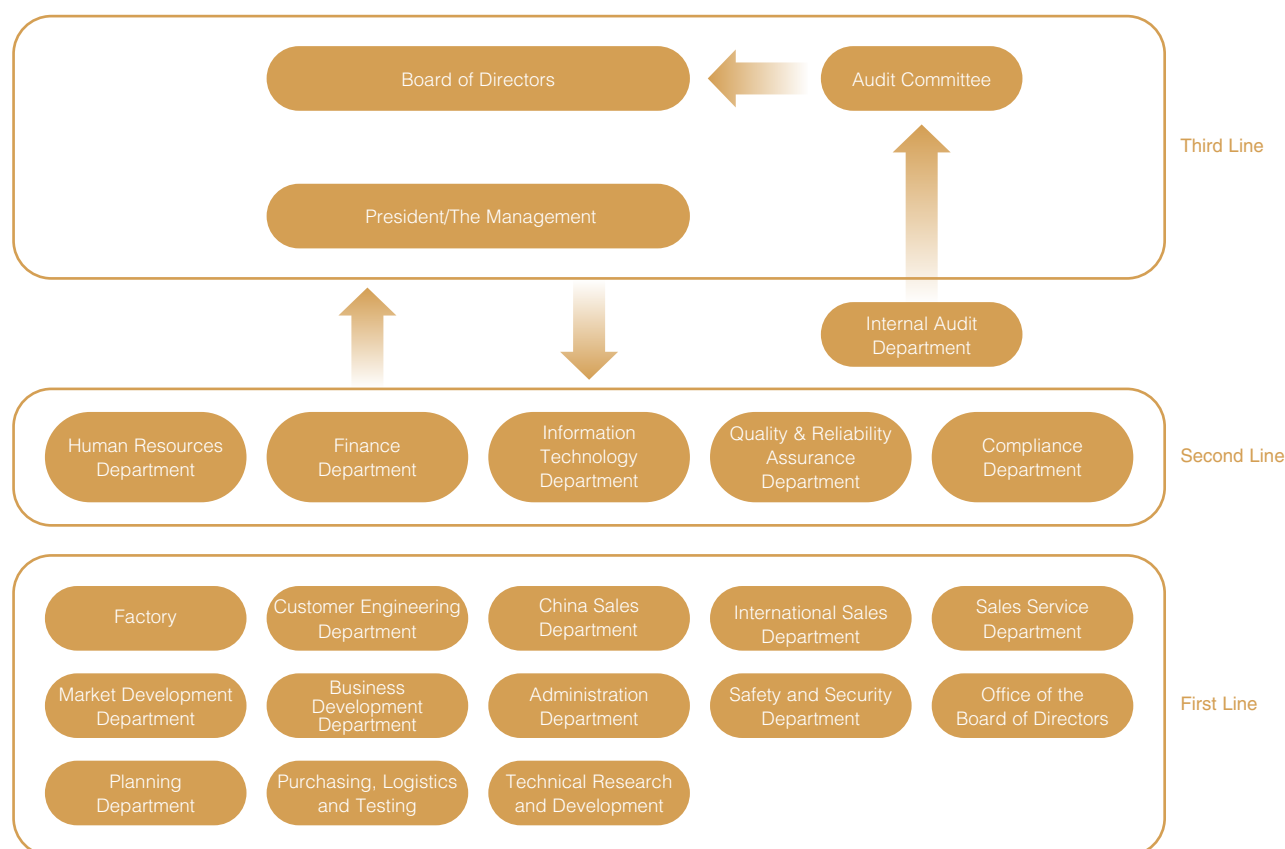 Board of Directors
Audit Committee
Third Line
President/The Management
Internal Audit
Department
Human Resources
Department
Finance
Department
Information
Technology
Department
Quality & Reliability
Assurance
Department
Compliance
Department
Second Line
Factory
Customer Engineering
Department
China Sales
Department
International Sales
Department
Sales Service
Department
Market Development
Department
Business
Development
Department
Administration
Department
Safety and Security
Department
Office of the
Board of Directors
First Line
Planning
Department
Purchasing, Logistics
and Testing
Technical Research
and Development